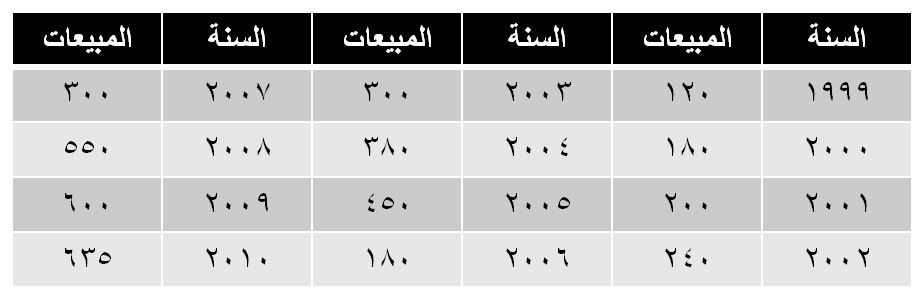 السنة المبيعات السنة المبيعات السنة المبيعات
١٩٩٩ ١٢٠ ٢٠٠٣ ٣٠٠ ٢٠٠٧ ٣٠٠
٢٠٠٠ ١٨٠ ٢٠٠٤ ٣٨٠ ٢٠٠٨ ٥٥٠
٢٠٠١ ٢٠٠ ٢٠٠٥ ٤٥٠ ٢٠٠٩ ٦٠٠
٢٠٠٢ ٢٤٠ ٢٠٠٦ ١٨٠ ٢٠١٠ ٦٣٥